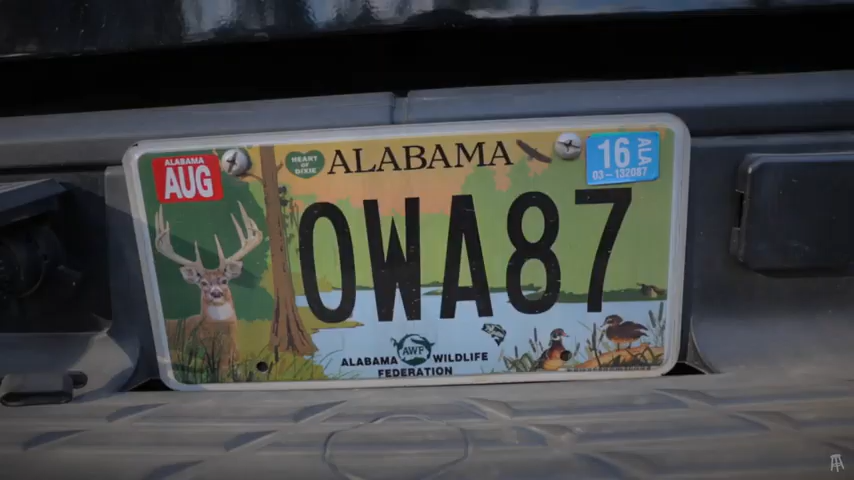 ALABAMA
AUG
HEART
OF
DIXIE
ALABAMA
16
ALA
03-132087
0WA87
AWF
ALABAMA WILDLIFE
FEDERATION